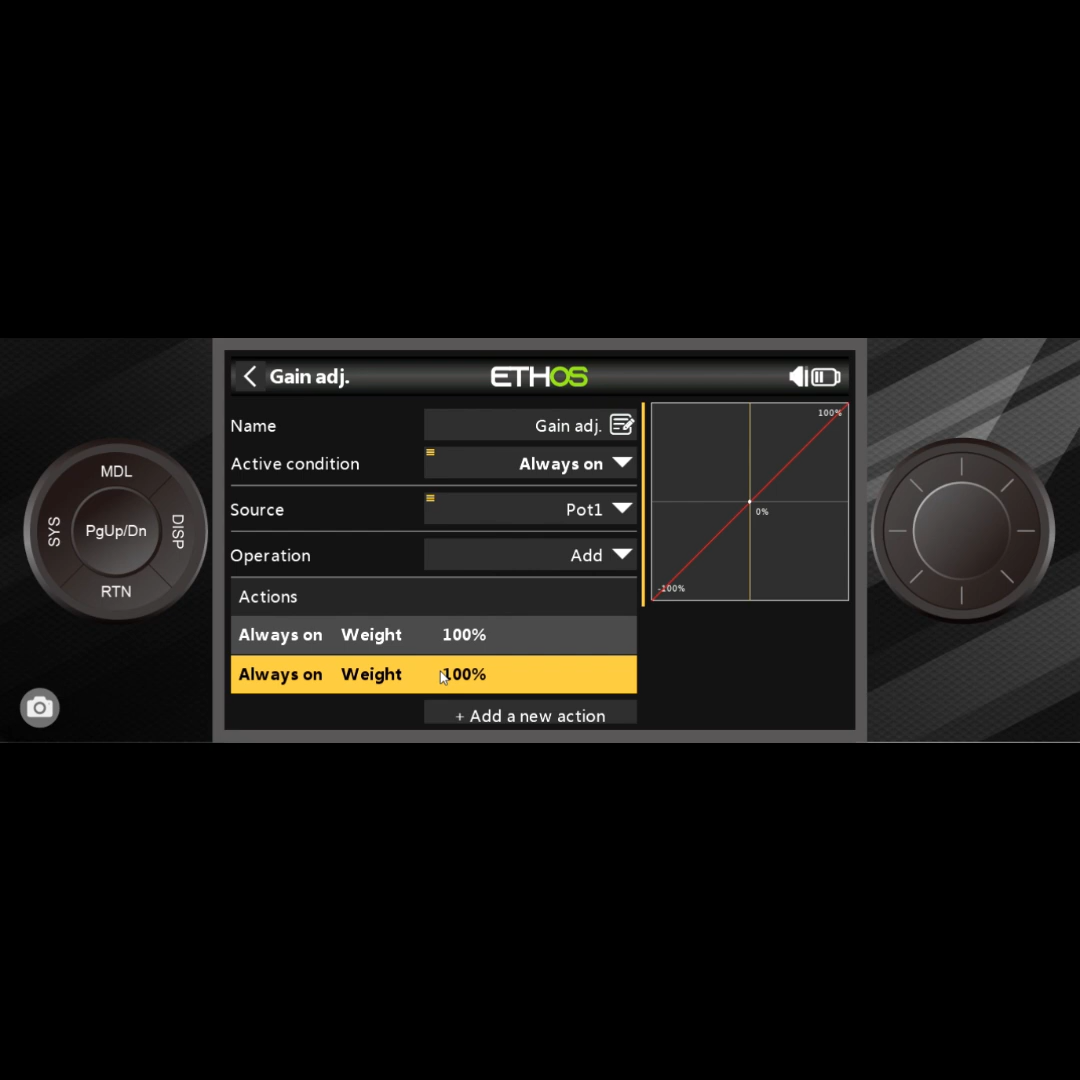 Gain adj.
ETHOS
Name
Gain adj.
Active condition
Always on
Source
Pot1
Operation
Add
Actions
Always on Weight 100%
Always on Weight 100%
+ Add a new action
100%
0%
-100%
MDL
SYS
PgUp/Dn
DISP
RTN